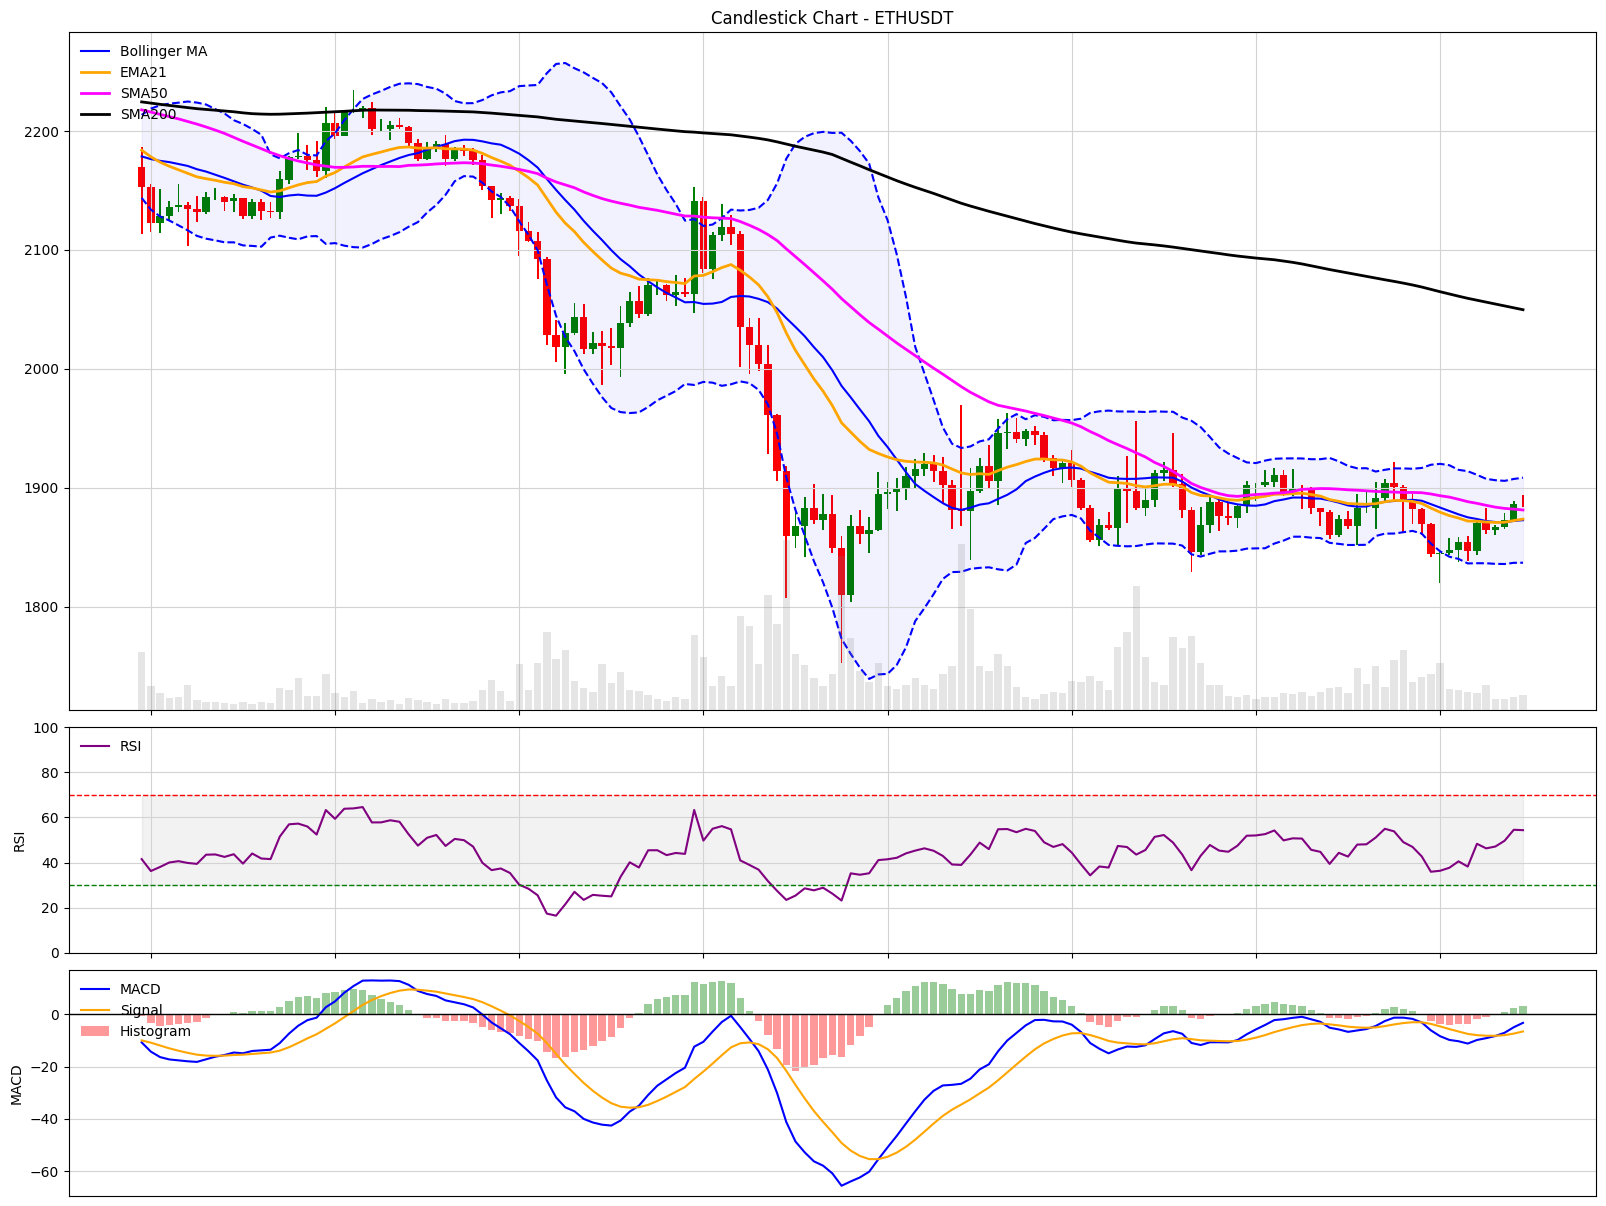 Candlestick Chart - ETHUSDT
Bollinger MA
EMA21
SMA50
SMA200
2200
2100
2000
1900
1800
RSI
100
80
60
40
20
0
RSI
MACD
Signal
Histogram
0
−20
−40
−60
MACD